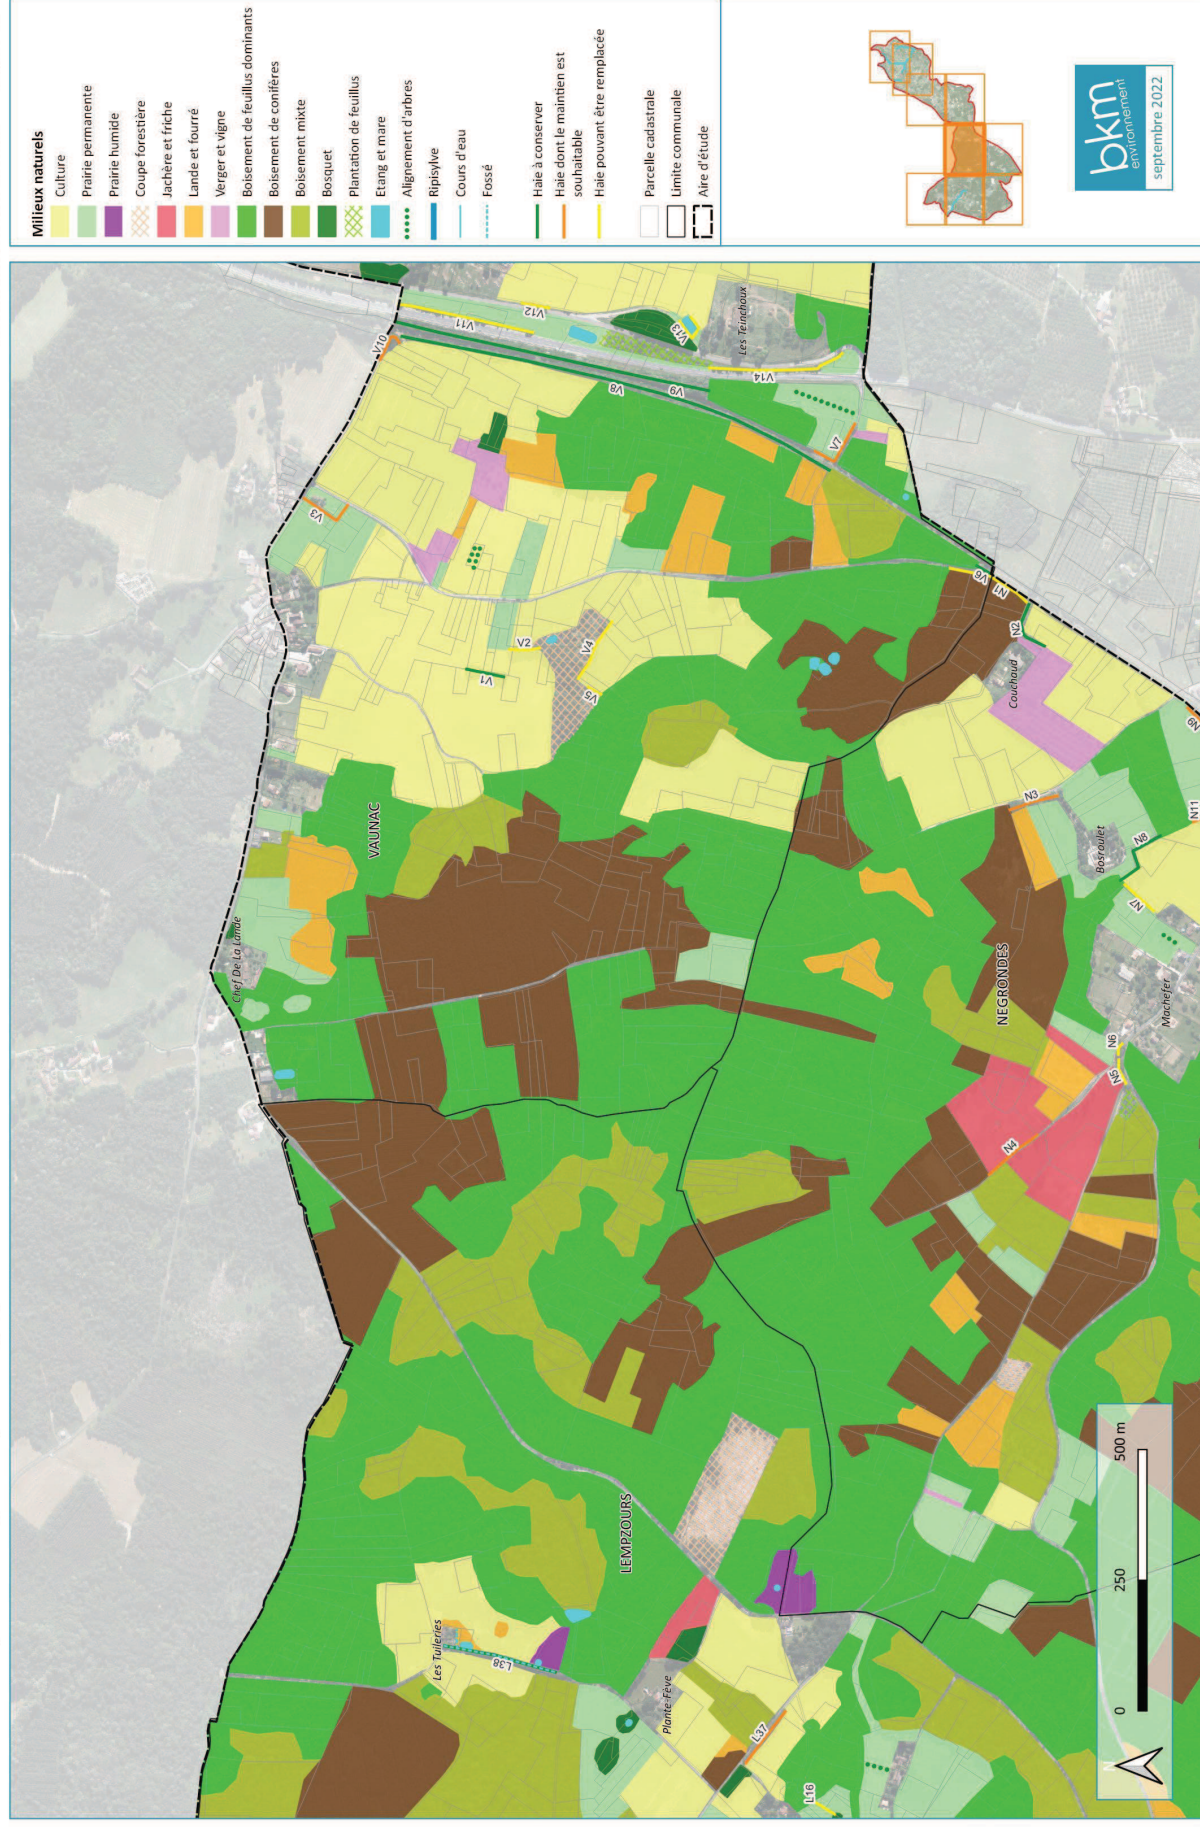 Milieux naturels
Culture
Prairie permanente
Prairie humide
Coupe forestière
Jachère et friche
Lande et fourré
Verger et vigne
Boisement de feuillus dominants
Boisement de conifères
Boisement mixte
Bosquet
Plantation de feuillus
Etang et mare
Alignement d'arbres
Ripisylve
Cours d'eau
Fossé
Haie à conserver
Haie dont le maintien est
souhaitable
Haie pouvant être remplacée
Parcelle cadastrale
Limite communale
Aire d'étude
bkm
environnement
septembre 2022
Chef De La Lande
VAUNAC
V3
V10
V11
V12
V13
Les Teinchoux
V8
V9
V14
V7
V1
V2
V4
V5
V6
N1
N2
Couchaud
N3
Bosroulet
N8
N7
N9
N11
NEGRONDES
Machefer
N6
N5
N4
LEMPZOURS
Les Tuileries
L38
Plante-Fève
L37
L16
N
0
250
500 m